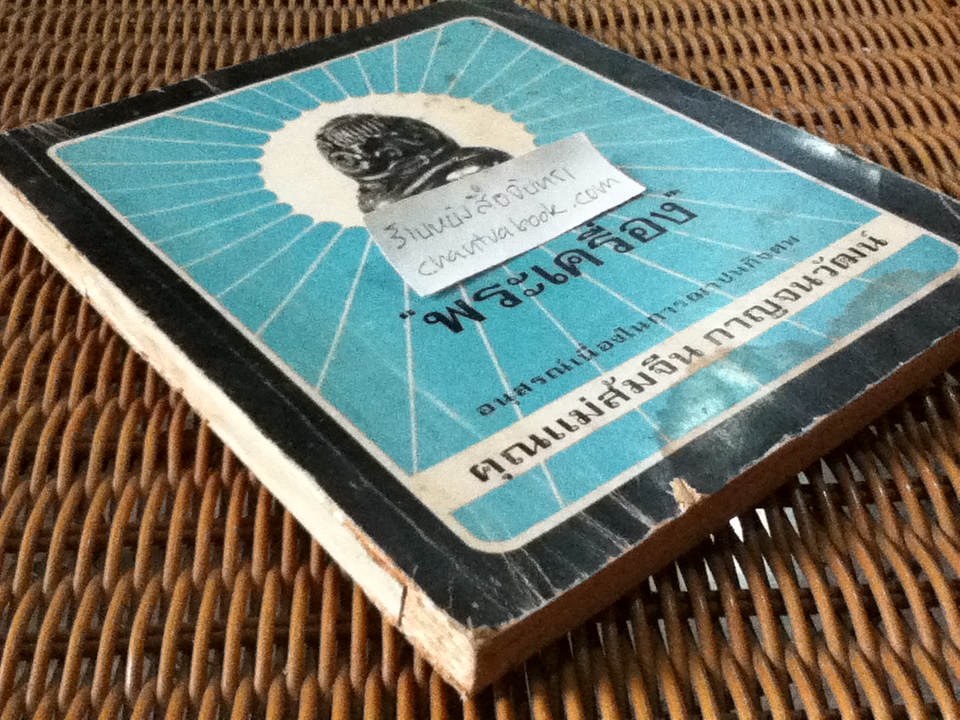 ร้านหนังสือจันทรา
chantrabook.com
"พระเครื่อง"
อนุสรณ์เนื่องในการฌาปนกิจศพ
คุณแม่ส้มจีน กาญจนวัฒน์